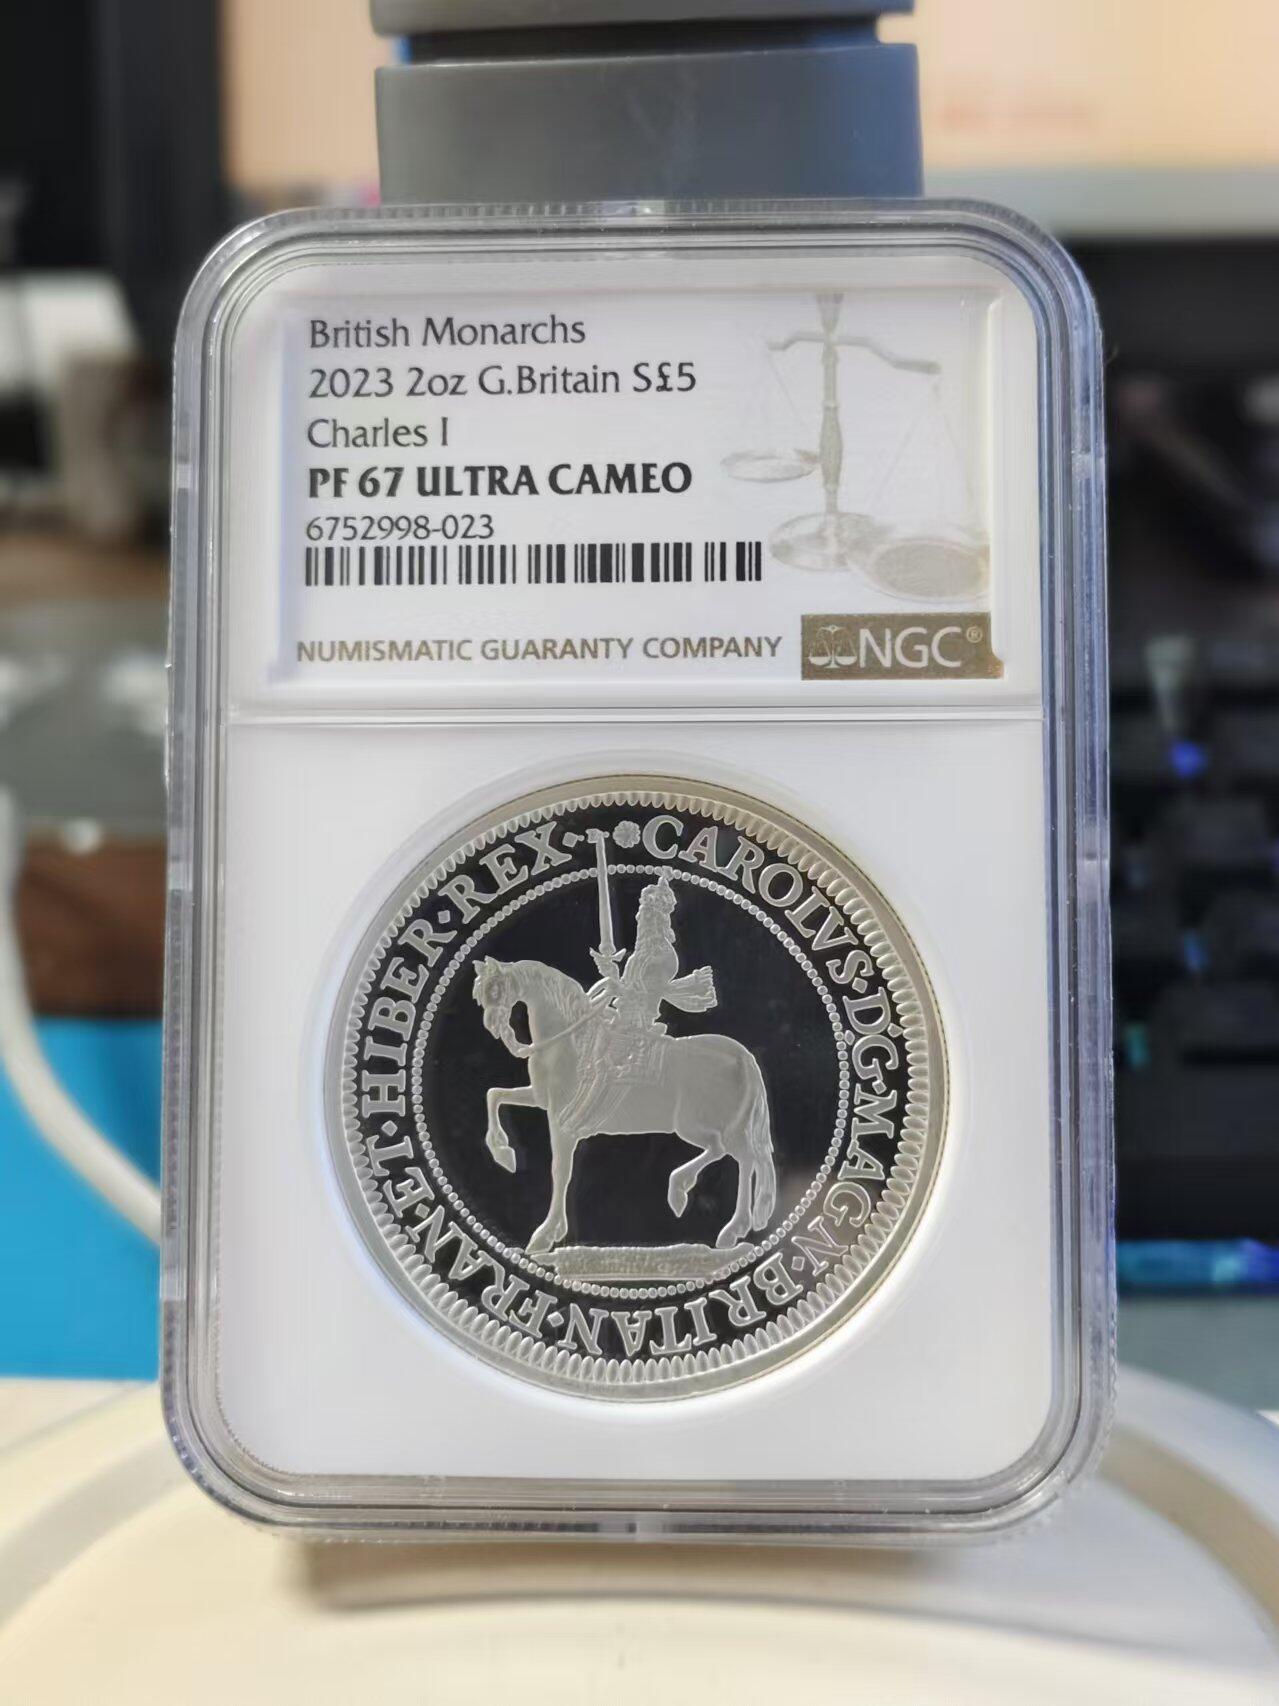 British Monarchs
2023 2oz G.Britain S£5
Charles I
PF 67 ULTRA CAMEO
6752998-023
NUMISMATIC GUARANTY COMPANY NGC®
CAROLVS·D·G·MAGN·BRITAN·FRAN·ET·HIBER·REX·